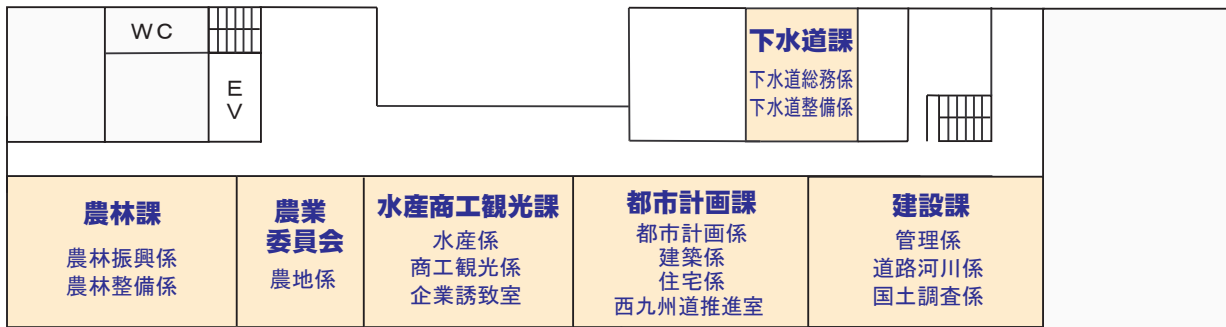 WC
EV
下水道課
下水道総務係
下水道整備係
農林課
農林振興係
農林整備係
農業
委員会
農地係
水産商工観光課
水産係
商工観光係
企業誘致室
都市計画課
都市計画係
建築係
住宅係
西九州道推進室
建設課
管理係
道路河川係
国土調査係